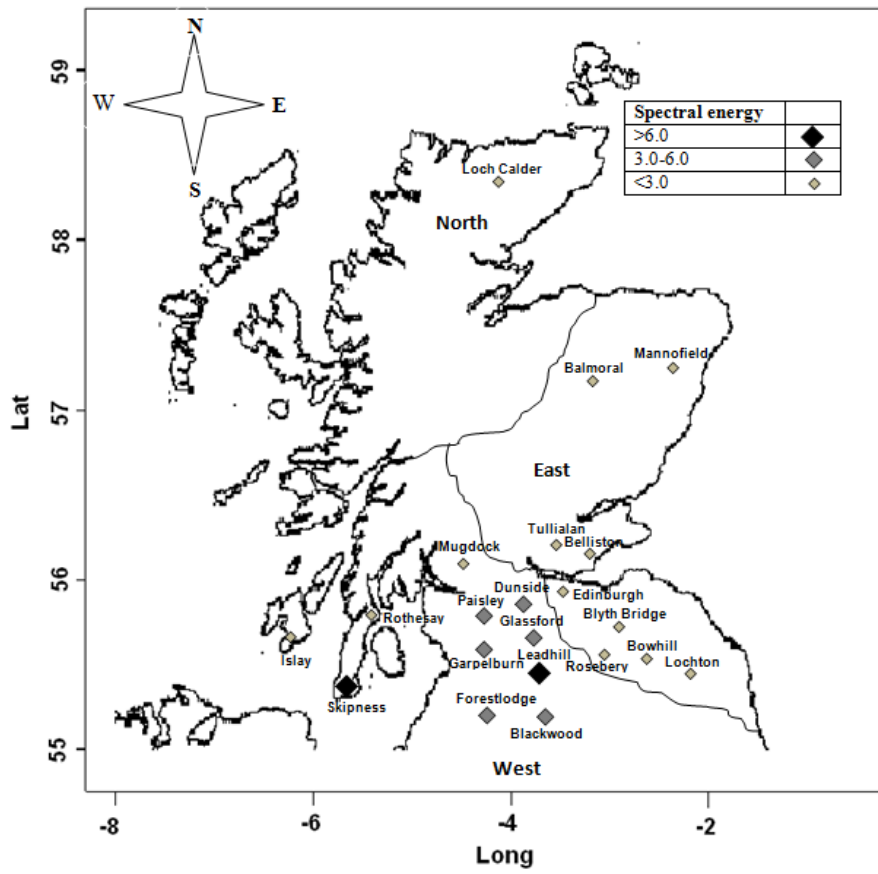 N
W E
S
59
58
57
56
55
Lat
Spectral energy
>6.0
3.0-6.0
<3.0
Loch Calder
North
Mannofield
Balmoral
East
Tullialan
Belliston
Mugdock
Dunside
Edinburgh
Paisley
Blyth Bridge
Rothesay
Glassford
Bowhill
Islay
Garpelburn
Leadhill
Rosebery
Lochton
Skipness
Forestlodge
Blackwood
West
-8 -6 -4 -2
Long